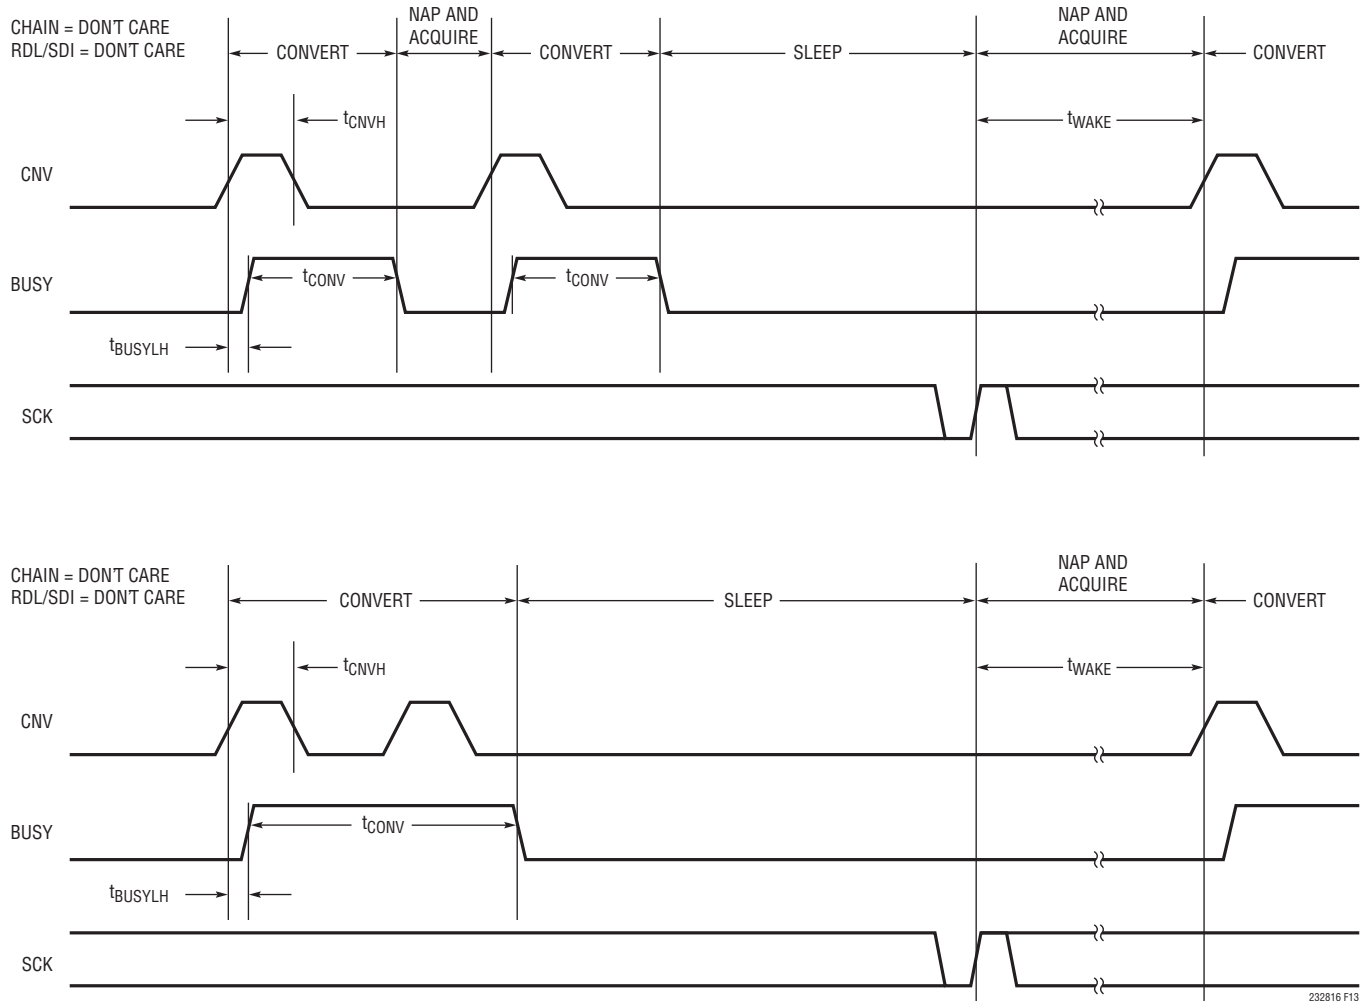 CHAIN = DON'T CARE
RDL/SDI = DON'T CARE
NAP AND
ACQUIRE
NAP AND
ACQUIRE
CONVERT
CONVERT
SLEEP
CONVERT
tCNVH
tWAKE
CNV
BUSY
tCONV
tCONV
tBUSYLH
SCK
CHAIN = DON'T CARE
RDL/SDI = DON'T CARE
NAP AND
ACQUIRE
CONVERT
SLEEP
CONVERT
tCNVH
tWAKE
CNV
BUSY
tCONV
tBUSYLH
SCK
232816 F13